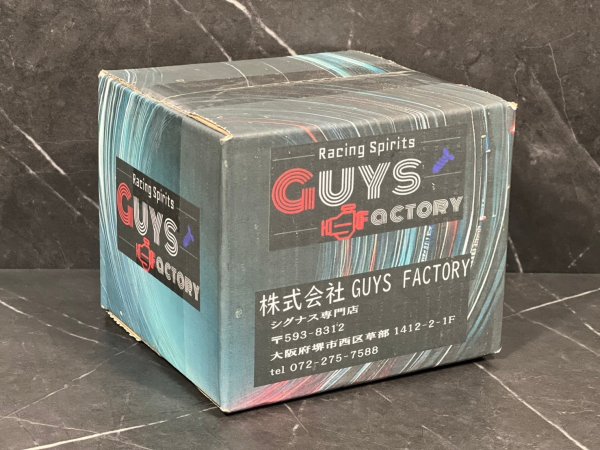 Racing Spirits
GUYS
FACTORY
Racing Spirits
GUYS
FACTORY
株式会社 GUYS FACTORY
シグナス専門店
〒593-8312
大阪府堺市西区草部 1412-2-1F
tel 072-275-7588